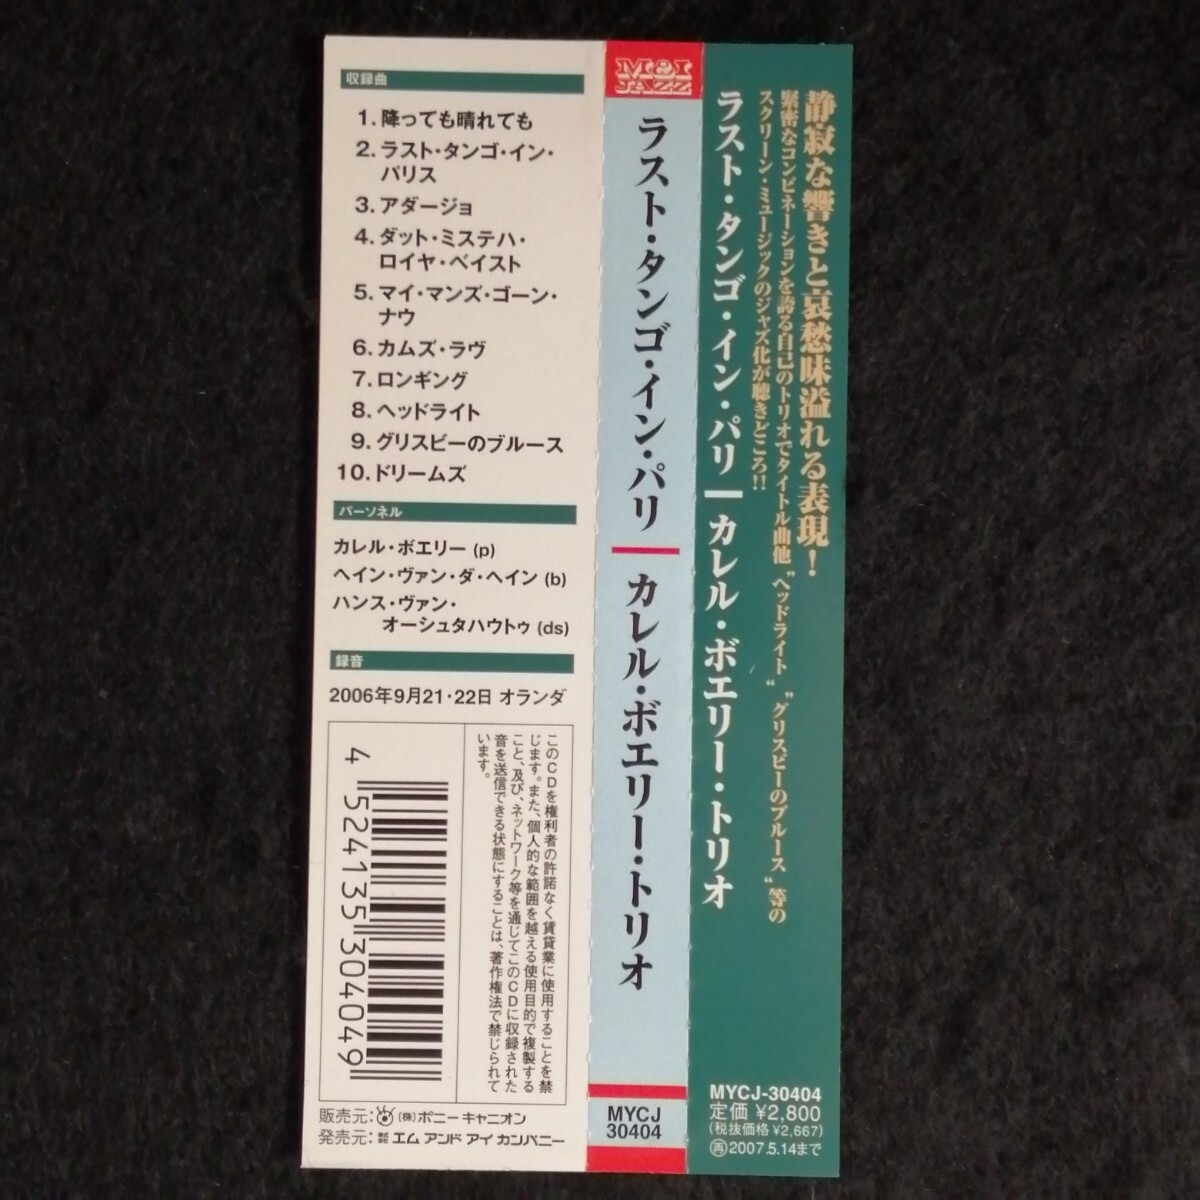 収録曲
1. 降っても晴れても
2. ラスト・タンゴ・イン・
パリス
3. アダージョ
4. ダット・ミステハ・
ロイヤ・ベイスト
5. マイ・マンズ・ゴーン・
ナウ
6. カムズ・ラヴ
7. ロンギング
8. ヘッドライト
9. グリスビーのブルース
10. ドリームズ
パーソネル
カレル・ボエリー (p)
ヘイン・ヴァン・ダ・ヘイン (b)
ハンス・ヴァン・
オーシュタハウトゥ (ds)
録音
2006年9月21・22日 オランダ
このCDを権利者の許諾なく賃貸業に使用することを禁
じます。また、個人的な範囲を越える使用目的で複製する
こと、及び、ネットワーク等を通じてこのCDに収録された
音を送信できる状態にすることは、著作権法で禁じられて
います。
4 524135 304049
販売元: (株)ポニーキャニオン
発売元: 株式会社 エム アンド アイ カンパニー
M&I
JAZZ
ラスト・タンゴ・イン・パリ | カレル・ボエリー・トリオ
MYCJ
30404
静寂な響きと哀愁味溢れる表現!
緊密なコンビネーションを誇る自己のトリオでタイトル曲他〝ヘッドライト〟〝グリスビーのブルース〟等の
スクリーン・ミュージックのジャズ化が聴きどころ!!
ラスト・タンゴ・イン・パリ | カレル・ボエリー・トリオ
MYCJ-30404
定価 ¥2,800
(税抜価格 ¥2,667)
再 2007.5.14まで